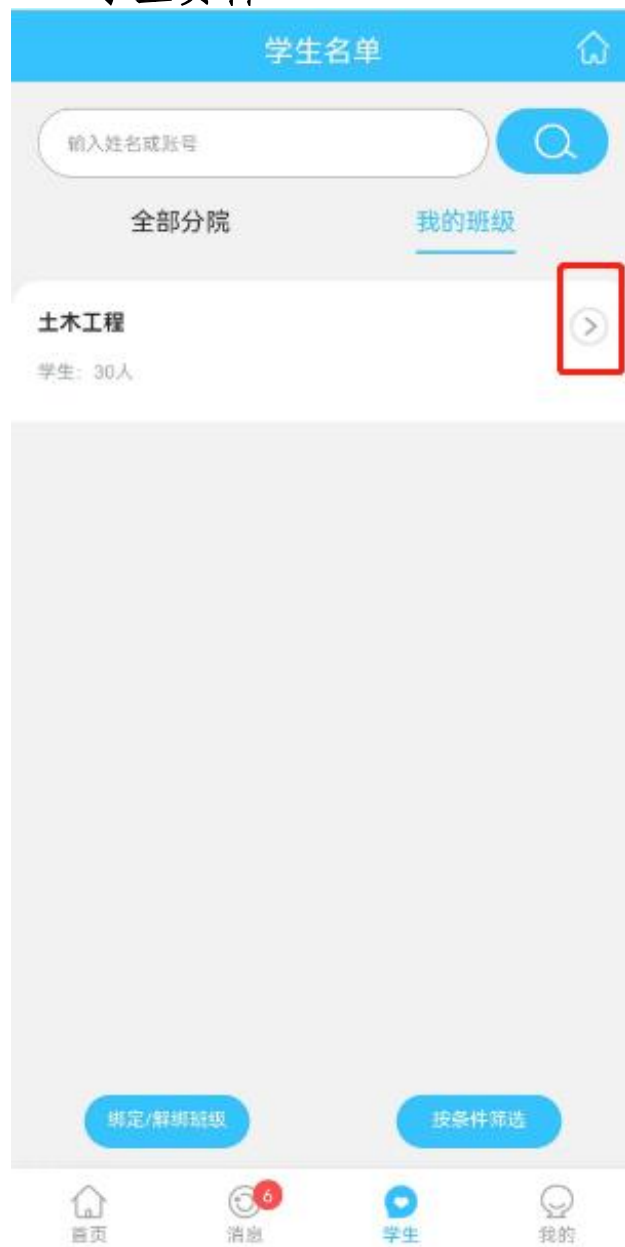 学生名单
输入姓名或账号
全部分院 我的班级
土木工程
学生: 30人
绑定/解绑班级 按条件筛选
6
首页 消息 学生 我的